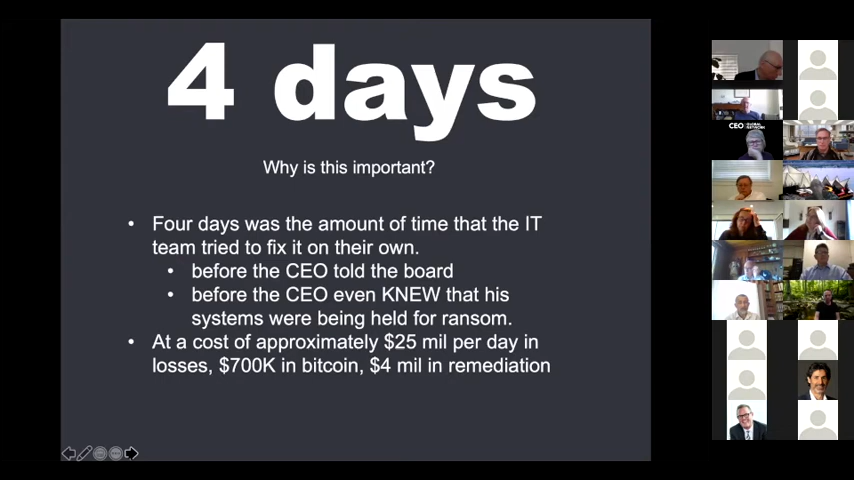 4 days
Why is this important?
• Four days was the amount of time that the IT
team tried to fix it on their own.
• before the CEO told the board
• before the CEO even KNEW that his
systems were being held for ransom.
• At a cost of approximately $25 mil per day in
losses, $700K in bitcoin, $4 mil in remediation
CEO GLOBAL
NETWORK